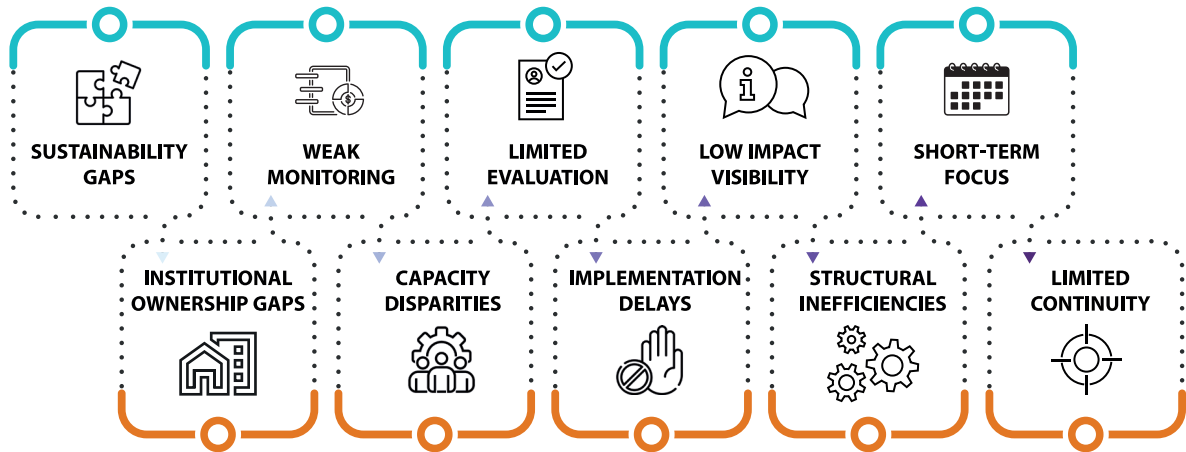 SUSTAINABILITY
GAPS
WEAK
MONITORING
LIMITED
EVALUATION
LOW IMPACT
VISIBILITY
SHORT-TERM
FOCUS
INSTITUTIONAL
OWNERSHIP GAPS
CAPACITY
DISPARITIES
IMPLEMENTATION
DELAYS
STRUCTURAL
INEFFICIENCIES
LIMITED
CONTINUITY